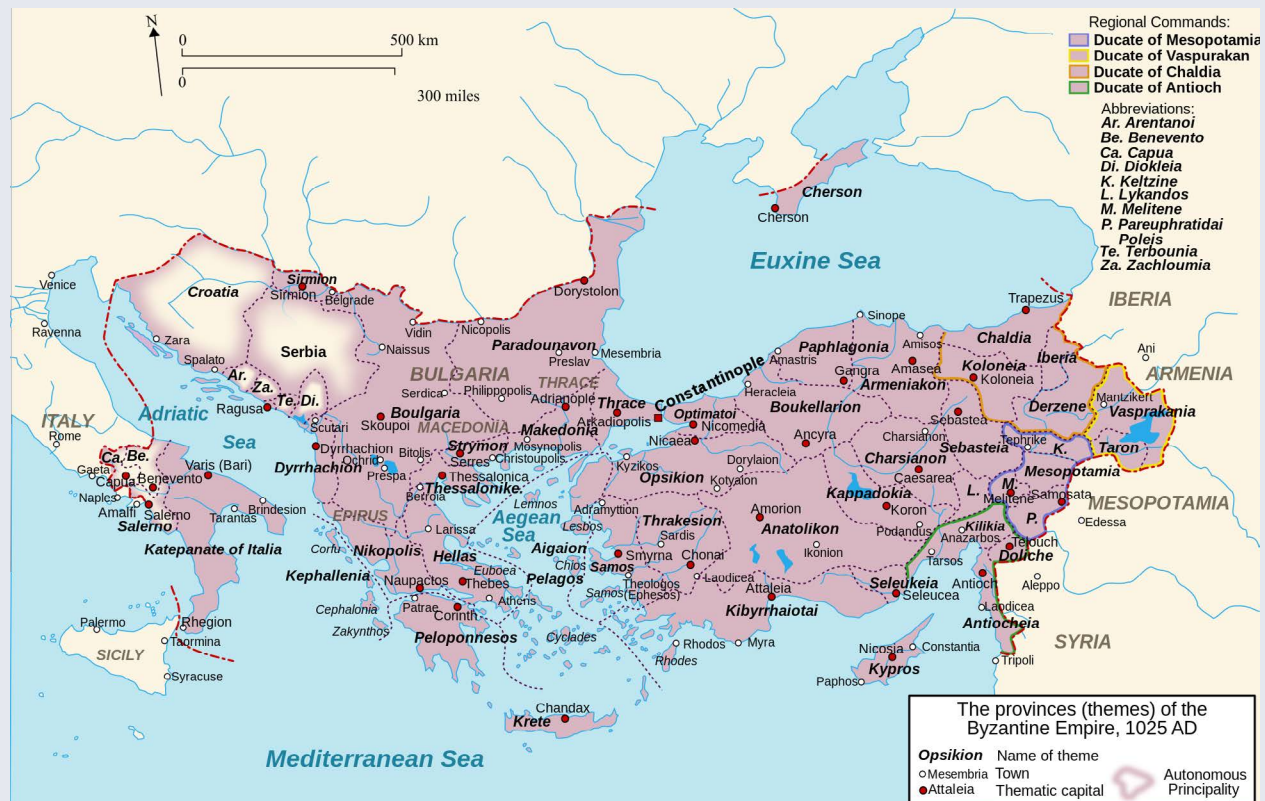 N
0
500 km
0
300 miles
Regional Commands:
Ducate of Mesopotamia
Ducate of Vaspurakan
Ducate of Chaldia
Ducate of Antioch
Abbreviations:
Ar. Arentanoi
Be. Benevento
Ca. Capua
Di. Diokleia
K. Keltzine
L. Lykandos
M. Melitene
P. Pareuphratidai
Poleis
Te. Terbounia
Za. Zachloumia
Cherson
Cherson
Euxine Sea
Venice
Croatia
Sirmion
Sirmion
Belgrade
Dorystolon
Trapezus
IBERIA
Ravenna
Zara
Serbia
Vidin
Nicopolis
Naissus
Paradounavon
Preslav
Mesembria
Sinope
Amisos
Paphlagonia
Amastris
Chaldia
Iberia
Ani
ARMENIA
Spalato
Ar.
Za.
Te.
Di.
Ragusa
BULGARIA
THRACE
Serdica
Philippopolis
Adrianople
Thrace
Arkadiopolis
Constantinople
Heracleia
Gangra
Amasea
Armeniakon
Koloneia
Koloneia
Mantzikert
Vasprakania
Derzene
ITALY
Rome
Adriatic
Sea
Scutari
Skoupoi
Boulgaria
MACEDONIA
Makedonia
Mosynopolis
Optimatoi
Nicomedia
Nicaea
Boukellarion
Ancyra
Sebastea
Charsianon
Sebasteia
Tephrike
K.
Taron
Ca.
Be.
Gaeta
Capua
Benevento
Varis (Bari)
Dyrrhachion
Dyrrhachion
Ochrid
Prespa
Bitolis
Strymon
Serres
Christoupolis
Kyzikos
Opsikion
Dorylaion
Kotyaion
Charsianon
Caesarea
Mesopotamia
Naples
Amalfi
Salerno
Salerno
Tarantas
Brindesion
Berroia
Thessalonica
Thessalonike
Lemnos
Adramyttion
Amorion
Kappadokia
Koron
L.
M.
Melitene
Samosata
MESOPOTAMIA
Edessa
Katepanate of Italia
EPIRUS
Corfu
Nikopolis
Larissa
Hellas
Aegean
Sea
Lesbos
Aigaion
Pelagos
Chios
Thrakesion
Sardis
Anatolikon
Ikonion
Podandus
Kilikia
Anazarbos
P.
Teluch
Doliche
Kephallenia
Naupactos
Euboea
Thebes
Smyrna
Samos
Chonai
Laodicea
Theologos
(Ephesos)
Samos
Attaleia
Kibyrrhaiotai
Seleukeia
Seleucea
Tarsos
Antioch
Aleppo
Cephalonia
Zakynthos
Patrae
Corinth
Athens
Peloponnesos
Cyclades
Rhodos
Rhodes
Myra
Laodicea
Antiocheia
SYRIA
Tripoli
Palermo
SICILY
Rhegion
Taormina
Syracuse
Nicosia
Constantia
Kypros
Paphos
Chandax
Krete
Mediterranean Sea
The provinces (themes) of the
Byzantine Empire, 1025 AD
Opsikion Name of theme
Mesembria Town
Attaleia Thematic capital
Autonomous
Principality